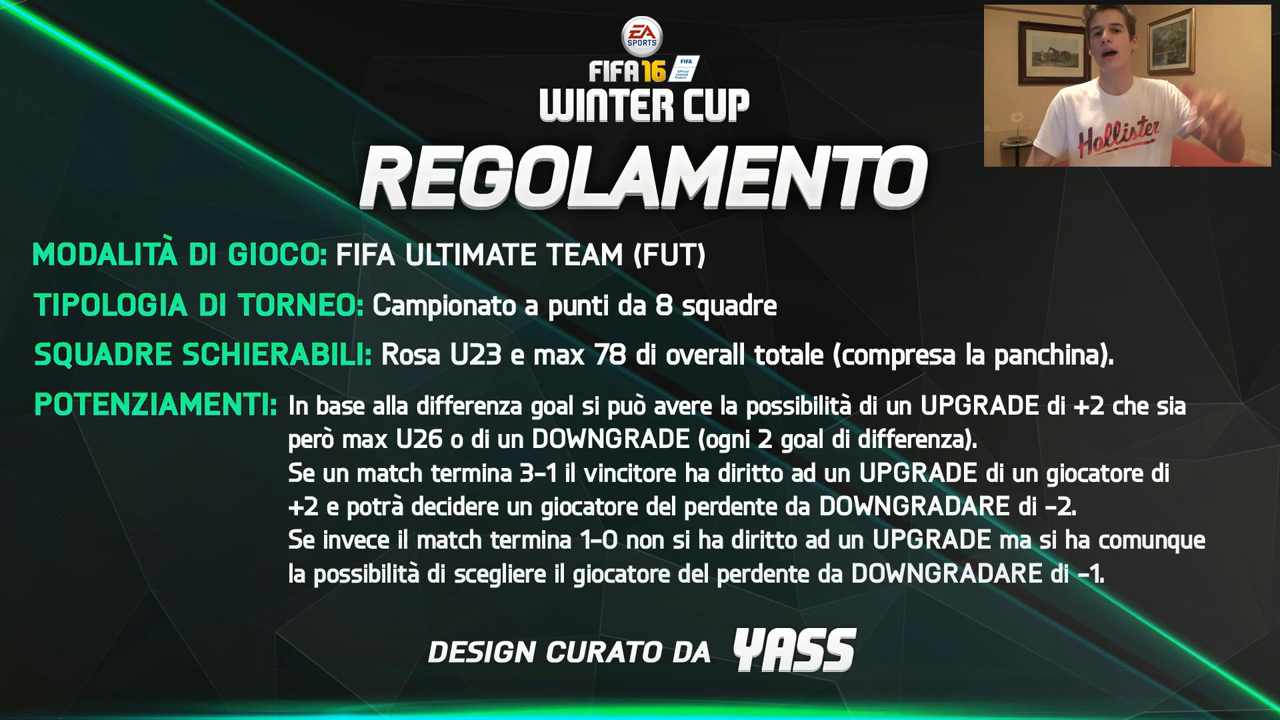 EA
SPORTS
FIFA 16
FIFA
WINTER CUP
REGOLAMENTO
Hollister
MODALITÀ DI GIOCO: FIFA ULTIMATE TEAM (FUT)
TIPOLOGIA DI TORNEO: Campionato a punti da 8 squadre
SQUADRE SCHIERABILI: Rosa U23 e max 78 di overall totale (compresa la panchina).
POTENZIAMENTI: In base alla differenza goal si può avere la possibilità di un UPGRADE di +2 che sia
però max U26 o di un DOWNGRADE (ogni 2 goal di differenza).
Se un match termina 3-1 il vincitore ha diritto ad un UPGRADE di un giocatore di
+2 e potrà decidere un giocatore del perdente da DOWNGRADARE di -2.
Se invece il match termina 1-0 non si ha diritto ad un UPGRADE ma si ha comunque
la possibilità di scegliere il giocatore del perdente da DOWNGRADARE di -1.
DESIGN CURATO DA YASS